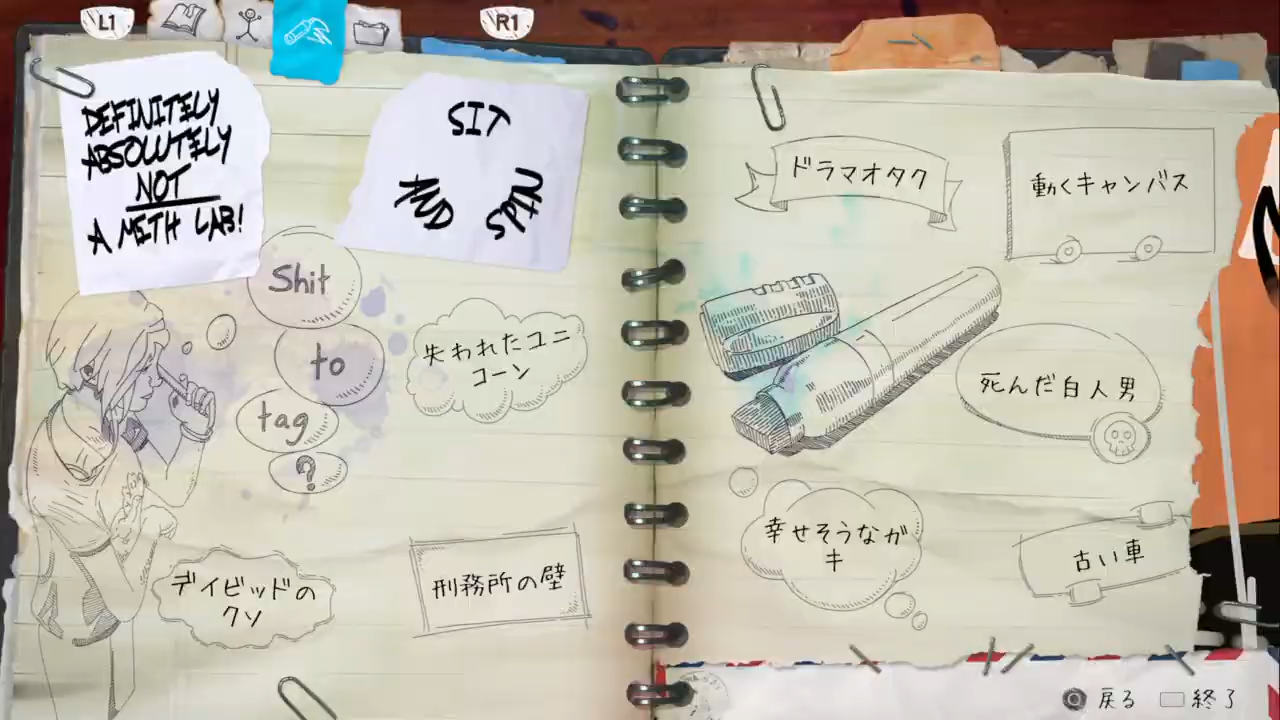 L1
R1
DEFINITELY
ABSOLUTELY
NOT
A METH LAB!
SIT
AND
SPIN
Shit
to
tag
?
失われたユニ
コーン
デイビッドの
クソ
刑務所の壁
ドラマオタク
動くキャンバス
死んだ白人男
幸せそうなガ
キ
古い車
戻る
終了